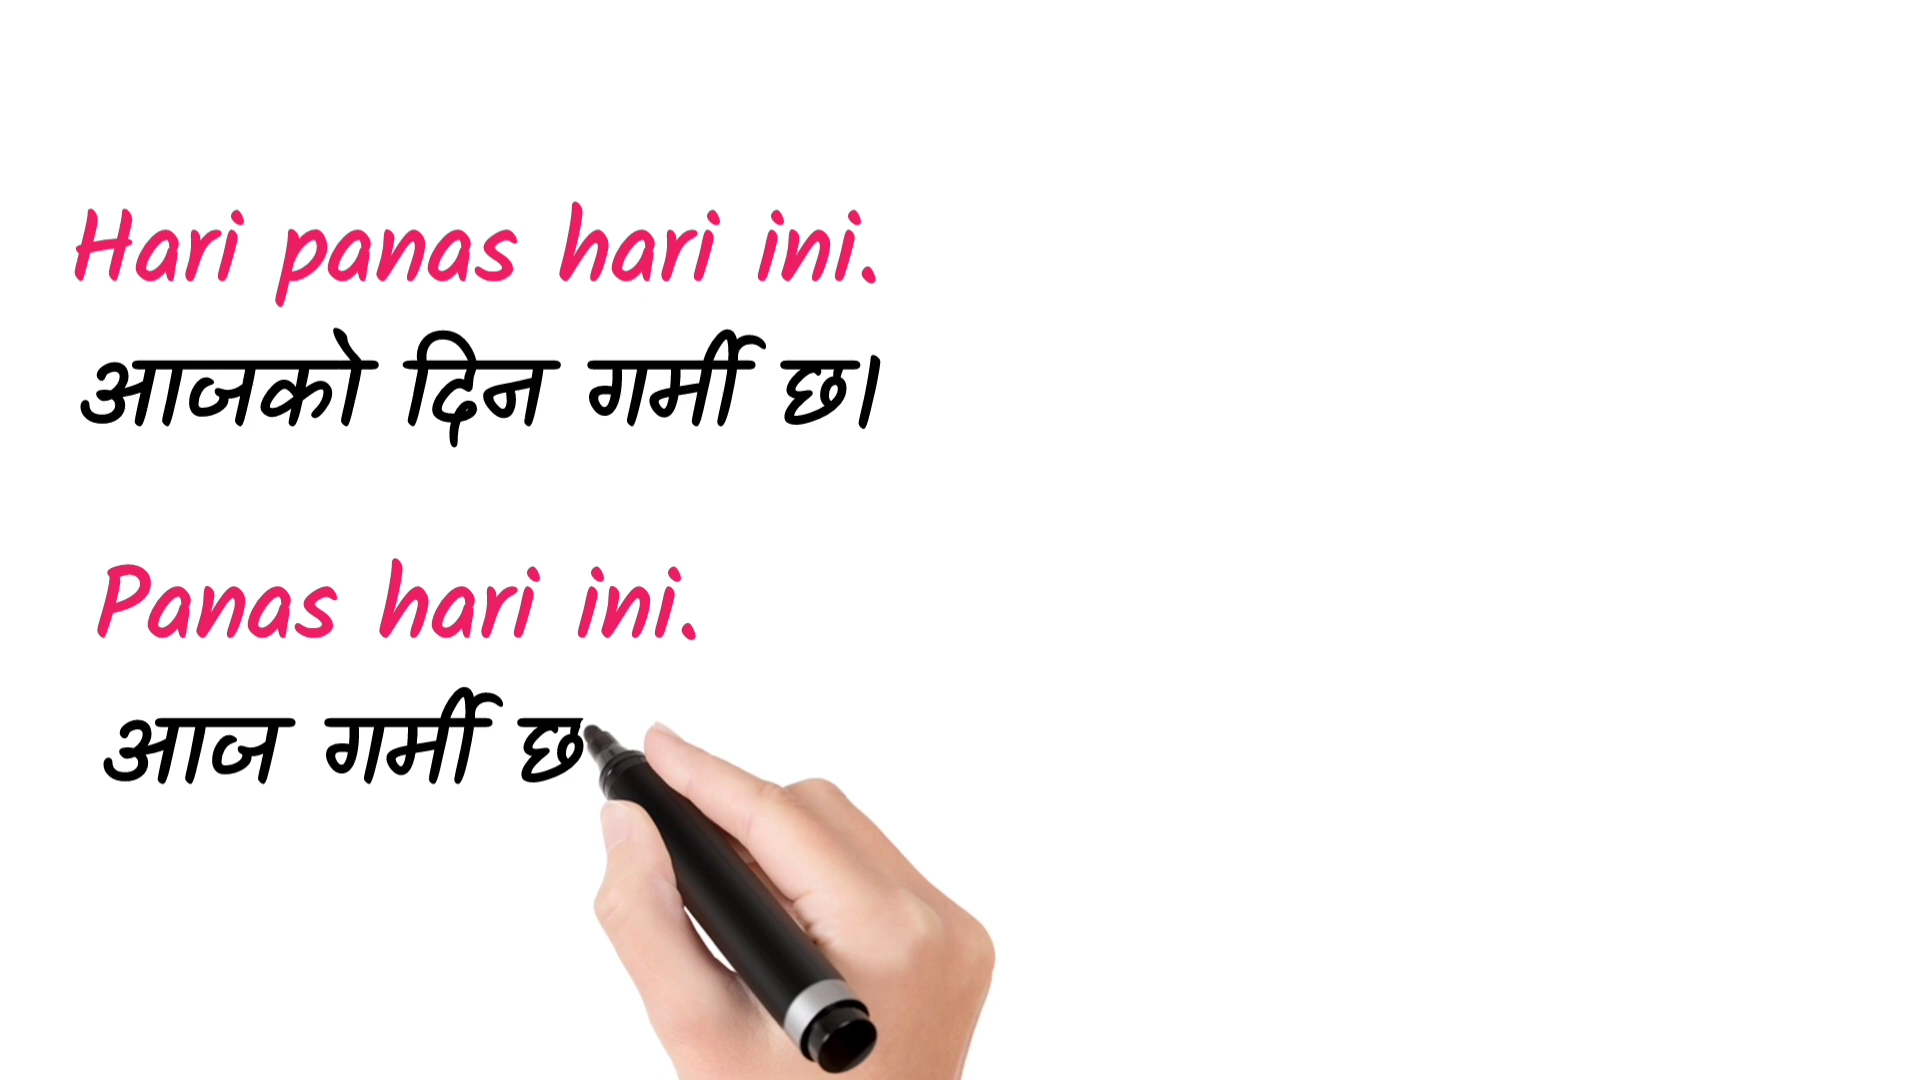 Hari panas hari ini.
आजको दिन गर्मी छ।
Panas hari ini.
आज गर्मी छ